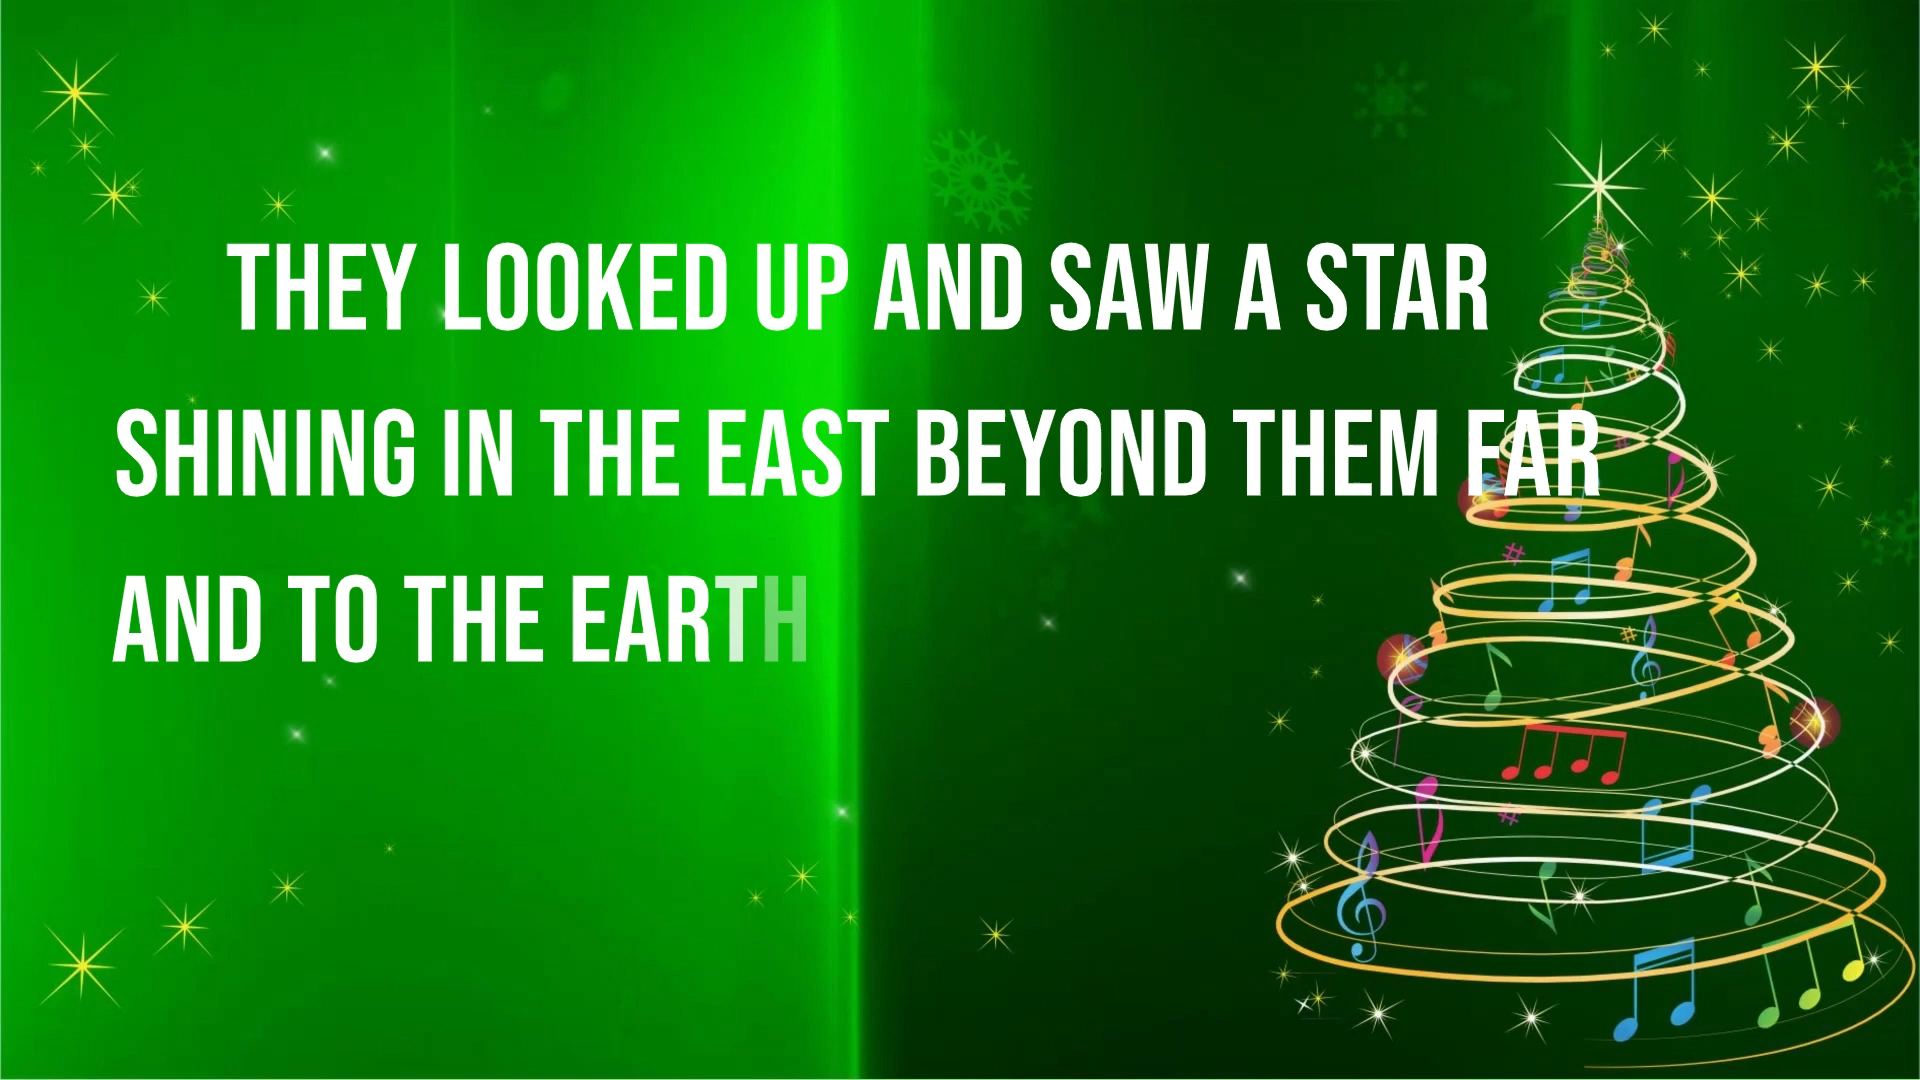 THEY LOOKED UP AND SAW A STAR
SHINING IN THE EAST BEYOND THEM FAR
AND TO THE EARTH